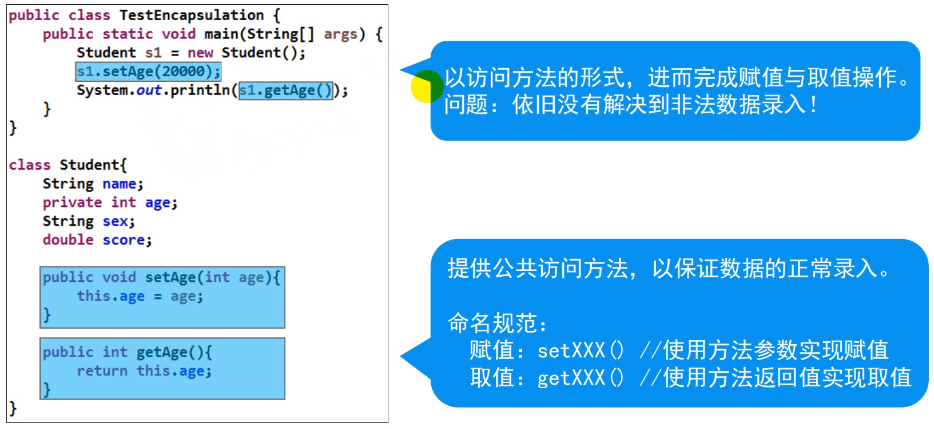 public class TestEncapsulation {
public static void main(String[] args) {
Student s1 = new Student();
s1.setAge(20000);
System.out.println(s1.getAge());
}
}
class Student{
String name;
private int age;
String sex;
double score;
public void setAge(int age){
this.age = age;
}
public int getAge(){
return this.age;
}
}
以访问方法的形式，进而完成赋值与取值操作。
问题：依旧没有解决到非法数据录入！
提供公共访问方法，以保证数据的正常录入。
命名规范：
赋值：setXXX() //使用方法参数实现赋值
取值：getXXX() //使用方法返回值实现取值